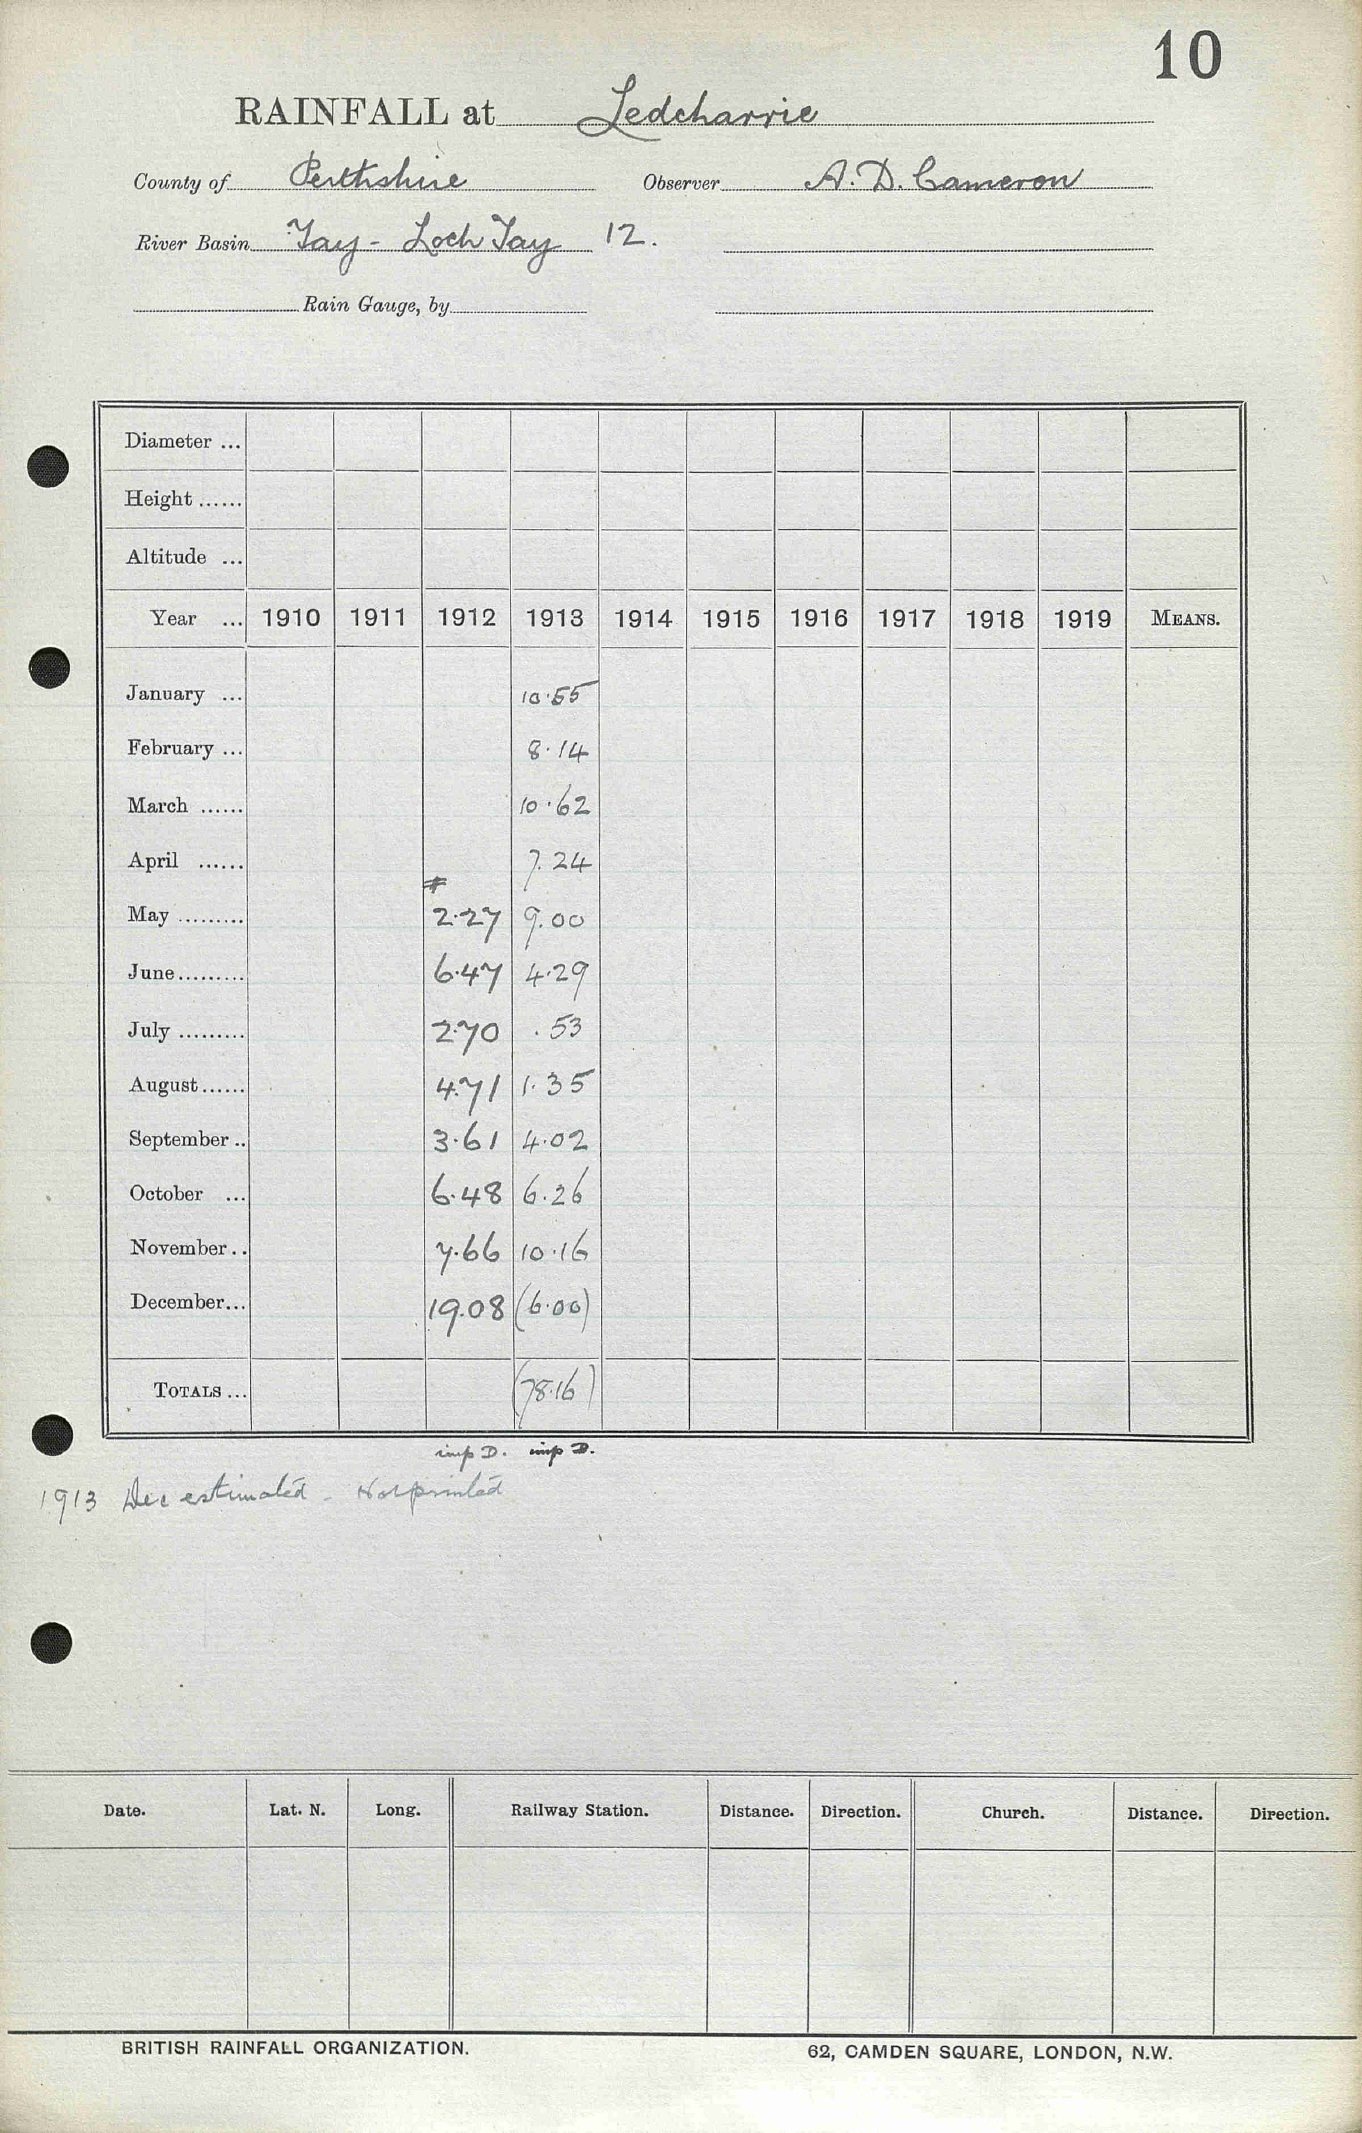 10
RAINFALL at Ledcharrie
County of Perthshire Observer A. D. Cameron
River Basin Tay - Loch Tay 12.
Rain Gauge, by
Diameter ...
Height ......
Altitude ...
Year ... 1910 1911 1912 1913 1914 1915 1916 1917 1918 1919 MEANS.
January ... 10.55
February ... 8.14
March ...... 10.62
April ...... 7.24
#
May ......... 2.27 9.00
June......... 6.47 4.29
July ......... 2.70 .53
August...... 4.71 1.35
September .. 3.61 4.02
October ... 6.48 6.26
November .. 7.66 10.16
December... 19.08 (6.00)
TOTALS ... (78.16)
imp D. imp D.
1913 Dec estimated - Not printed
Date. Lat. N. Long. Railway Station. Distance. Direction. Church. Distance. Direction.
BRITISH RAINFALL ORGANIZATION. 62, CAMDEN SQUARE, LONDON, N.W.